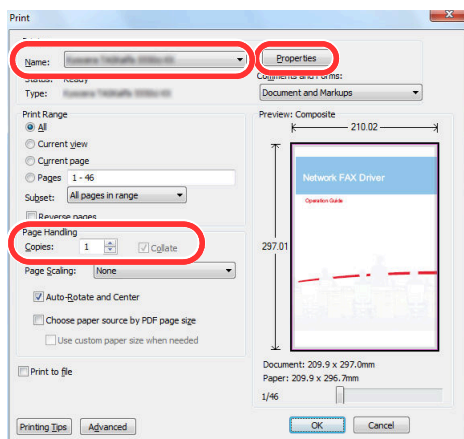 Print
Name:
Properties
Status: Ready
Comments and Forms:
Type:
Document and Markups
Print Range
All
Current view
Current page
Pages 1 - 46
Subset: All pages in range
Reverse pages
Page Handling
Copies: 1 Collate
Page Scaling: None
Auto-Rotate and Center
Choose paper source by PDF page size
Use custom paper size when needed
Print to file
Printing Tips Advanced
Preview: Composite
210.02
297.01
Network FAX Driver
Operation Guide
Document: 209.9 x 297.0mm
Paper: 209.9 x 296.7mm
1/46
OK Cancel